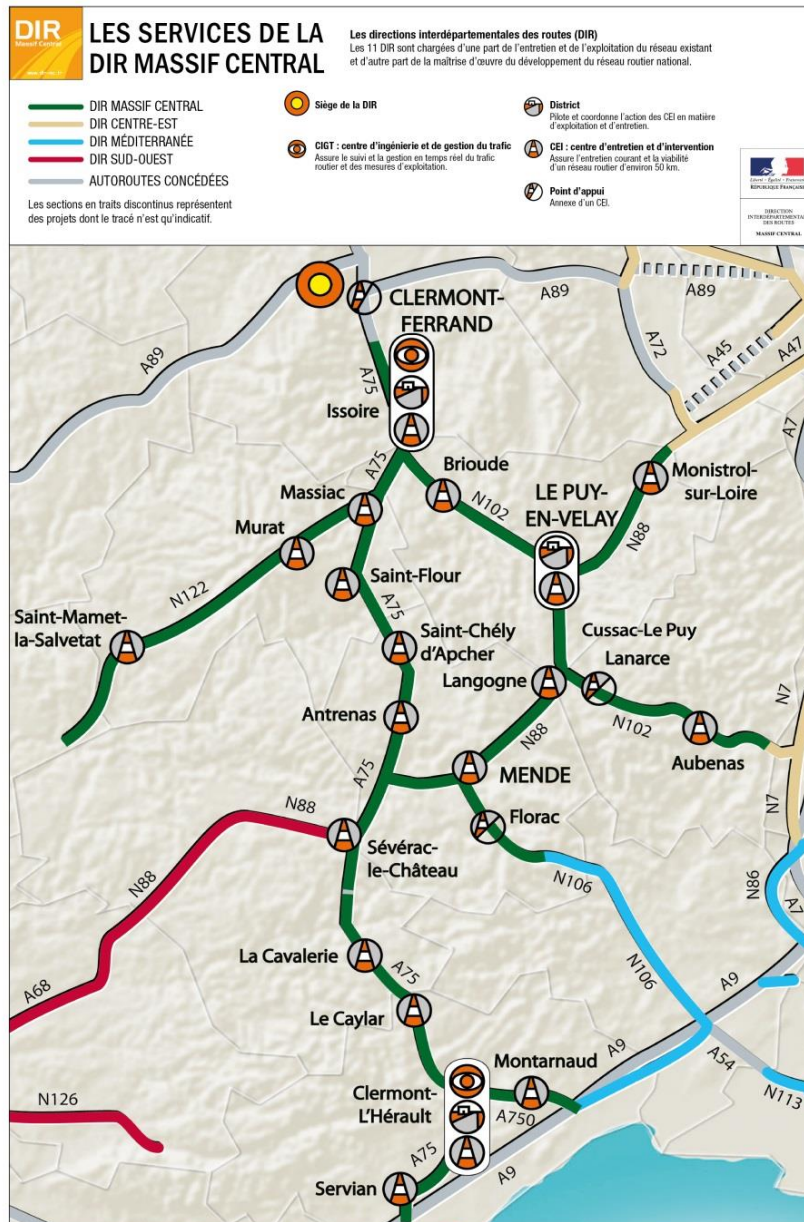 DIR
Massif Central
LES SERVICES DE LA
DIR MASSIF CENTRAL
Les directions interdépartementales des routes (DIR)
Les 11 DIR sont chargées d'une part de l'entretien et de l'exploitation du réseau existant
et d'autre part de la maîtrise d'œuvre du développement du réseau routier national.
DIR MASSIF CENTRAL
DIR CENTRE-EST
DIR MÉDITERRANÉE
DIR SUD-OUEST
AUTOROUTES CONCÉDÉES
Les sections en traits discontinus représentent
des projets dont le tracé n'est qu'indicatif.
Siège de la DIR
CIGT : centre d'ingénierie et de gestion du trafic
Assure le suivi et la gestion en temps réel du trafic
routier et des mesures d'exploitation.
District
Pilote et coordonne l'action des CEI en matière
d'exploitation et d'entretien.
CEI : centre d'entretien et d'intervention
Assure l'entretien courant et la viabilité
d'un réseau routier d'environ 50 km.
Point d'appui
Annexe d'un CEI.
Liberté • Égalité • Fraternité
RÉPUBLIQUE FRANÇAISE
DIRECTION
INTERDÉPARTEMENTALE
DES ROUTES
MASSIF CENTRAL
CLERMONT-
FERRAND
A89
A89
A89
A72
A45
A47
A7
A75
Issoire
A75
Brioude
N102
Massiac
Murat
LE PUY-
EN-VELAY
Monistrol-
sur-Loire
N88
N122
Saint-Flour
A75
Saint-Mamet-
la-Salvetat
Saint-Chély
d'Apcher
Cussac-Le Puy
Lanarce
Langogne
N102
Aubenas
N7
Antrenas
N88
A75
MENDE
Florac
N7
N88
Sévérac-
le-Château
N88
N106
N86
A7
La Cavalerie
A75
N106
A9
A68
Le Caylar
Montarnaud
A9
A54
N113
Clermont-
L'Hérault
A750
N126
A75
A9
Servian